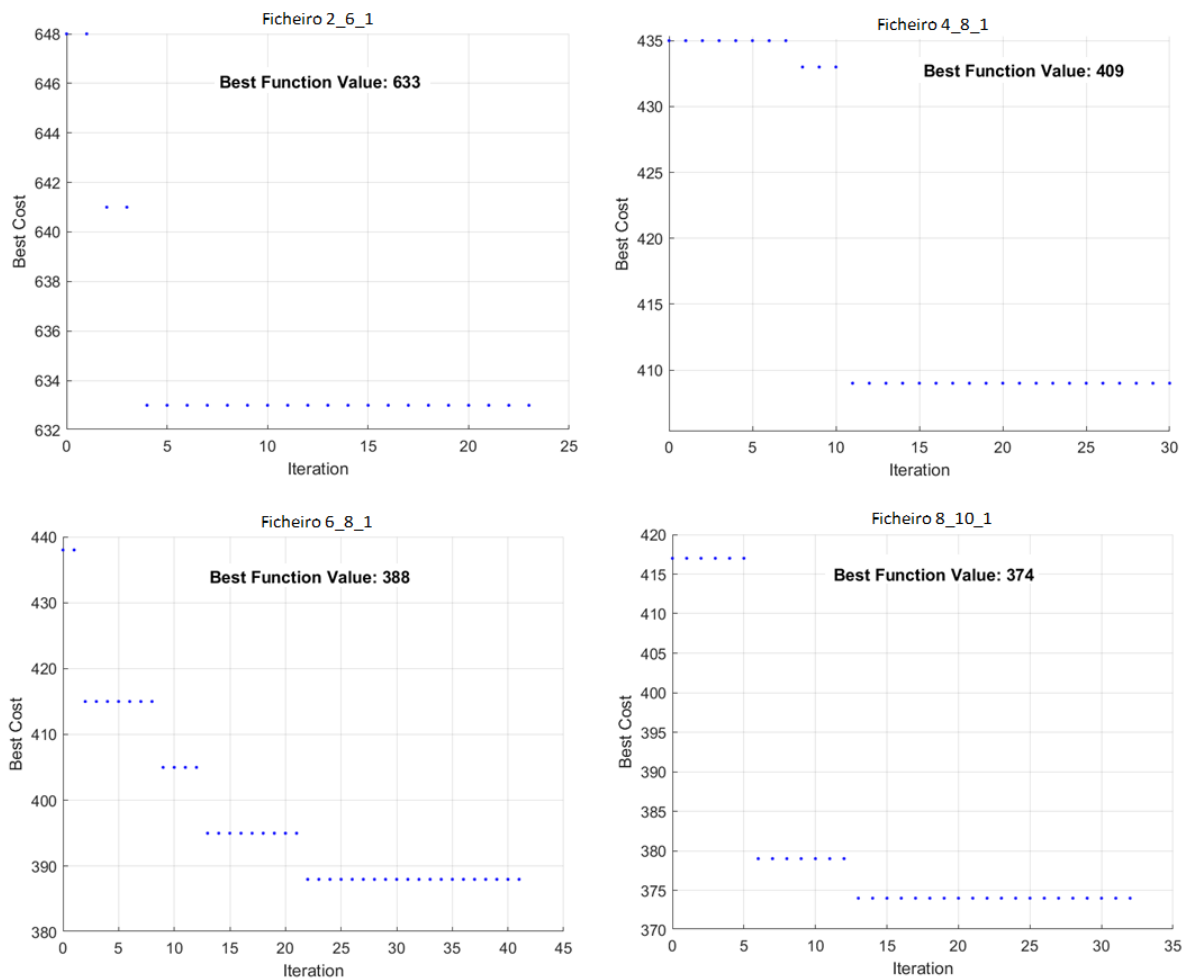 Ficheiro 2_6_1
648
646
644
642
640
638
636
634
632
Best Cost
Best Function Value: 633
0 5 10 15 20 25
Iteration
Ficheiro 4_8_1
435
430
425
420
415
410
Best Cost
Best Function Value: 409
0 5 10 15 20 25 30
Iteration
Ficheiro 6_8_1
440
430
420
410
400
390
380
Best Cost
Best Function Value: 388
0 5 10 15 20 25 30 35 40 45
Iteration
Ficheiro 8_10_1
420
415
410
405
400
395
390
385
380
375
370
Best Cost
Best Function Value: 374
0 5 10 15 20 25 30 35
Iteration